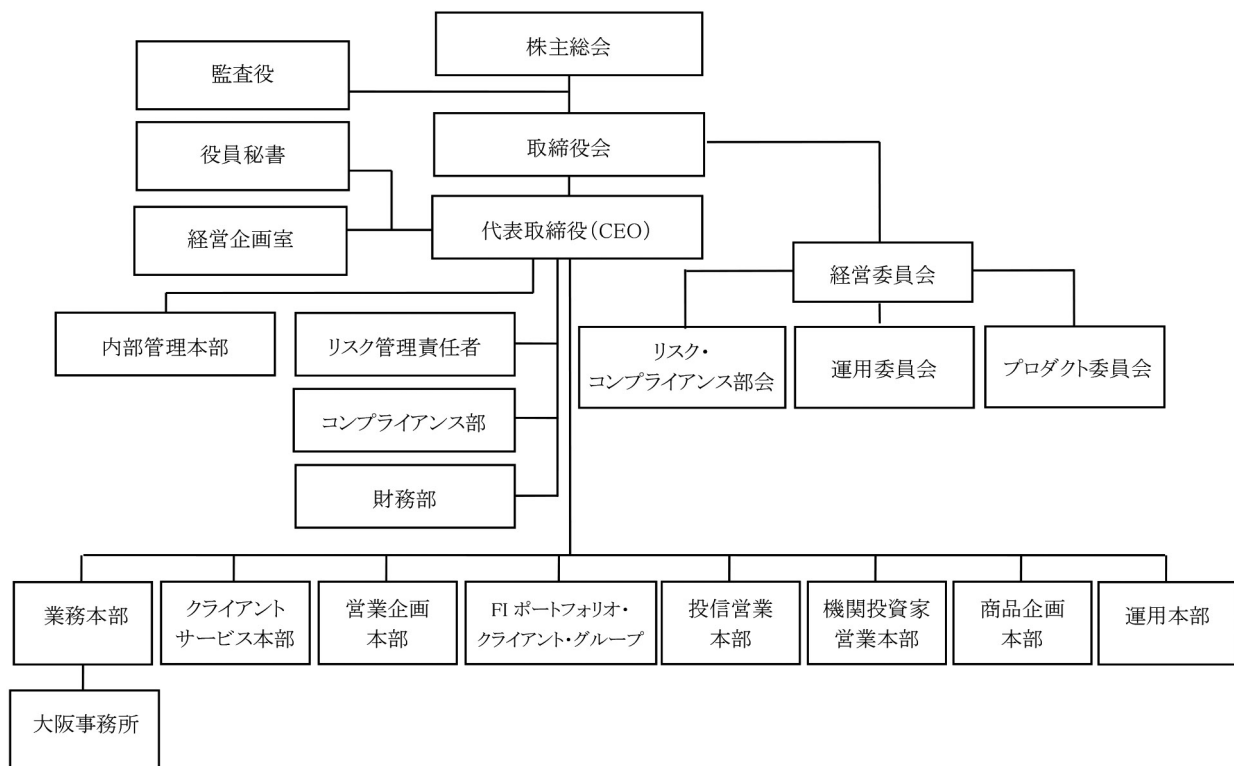 株主総会
監査役
取締役会
役員秘書
代表取締役（CEO）
経営企画室
経営委員会
内部管理本部
リスク管理責任者
リスク・
コンプライアンス部会
運用委員会
プロダクト委員会
コンプライアンス部
財務部
業務本部
クライアント
サービス本部
営業企画
本部
FI ポートフォリオ・
クライアント・グループ
投信営業
本部
機関投資家
営業本部
商品企画
本部
運用本部
大阪事務所